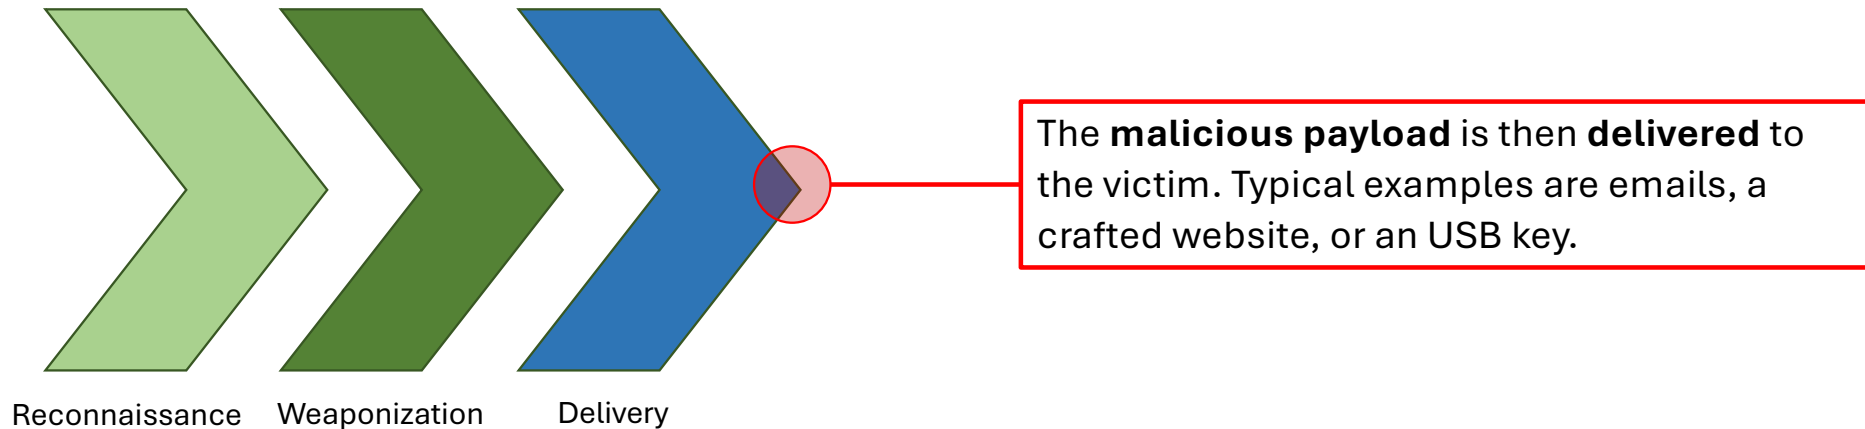 The malicious payload is then delivered to
the victim. Typical examples are emails, a
crafted website, or an USB key.
Reconnaissance
Weaponization
Delivery